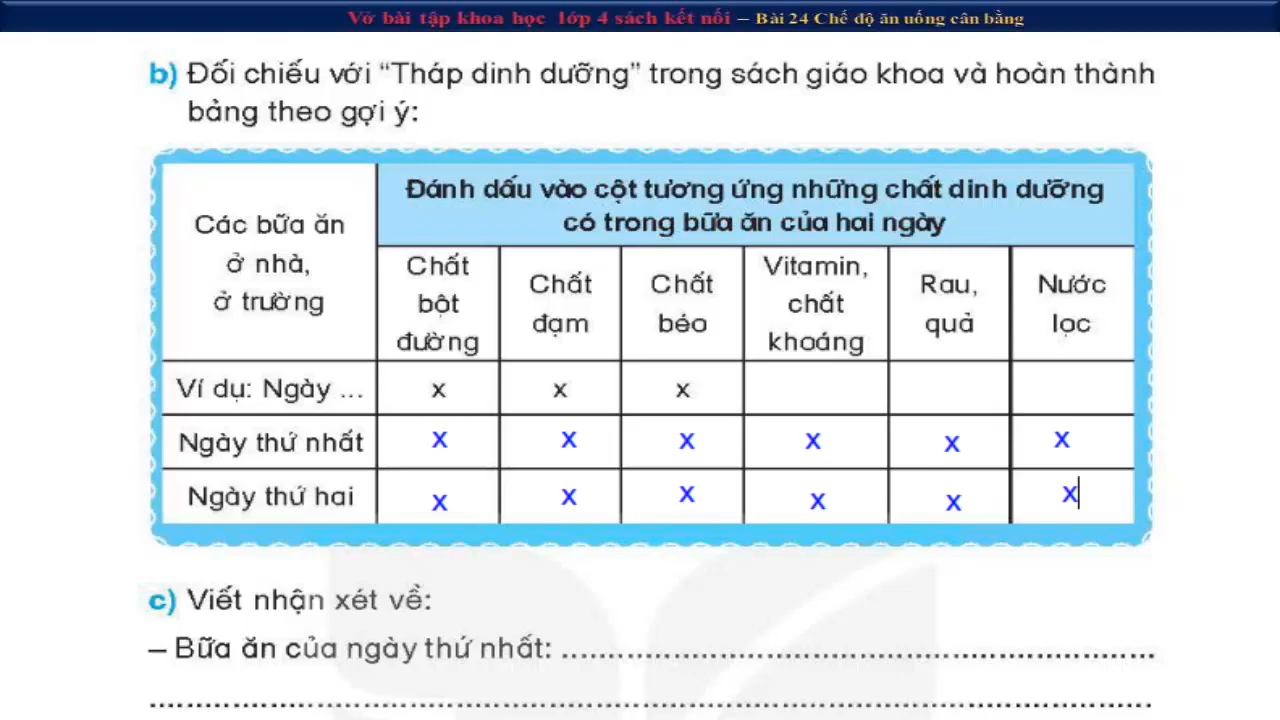 Vở bài tập khoa học lớp 4 sách kết nối – Bài 24 Chế độ ăn uống cân bằng
b) Đối chiếu với “Tháp dinh dưỡng” trong sách giáo khoa và hoàn thành
bảng theo gợi ý:
Các bữa ăn
ở nhà,
ở trường
Đánh dấu vào cột tương ứng những chất dinh dưỡng
có trong bữa ăn của hai ngày
Chất
bột
đường
Chất
đạm
Chất
béo
Vitamin,
chất
khoáng
Rau,
quả
Nước
lọc
Ví dụ: Ngày ... x x x
Ngày thứ nhất x x x x x x
Ngày thứ hai x x x x x x
c) Viết nhận xét về:
– Bữa ăn của ngày thứ nhất: ..............................................................
.........................................................................................................